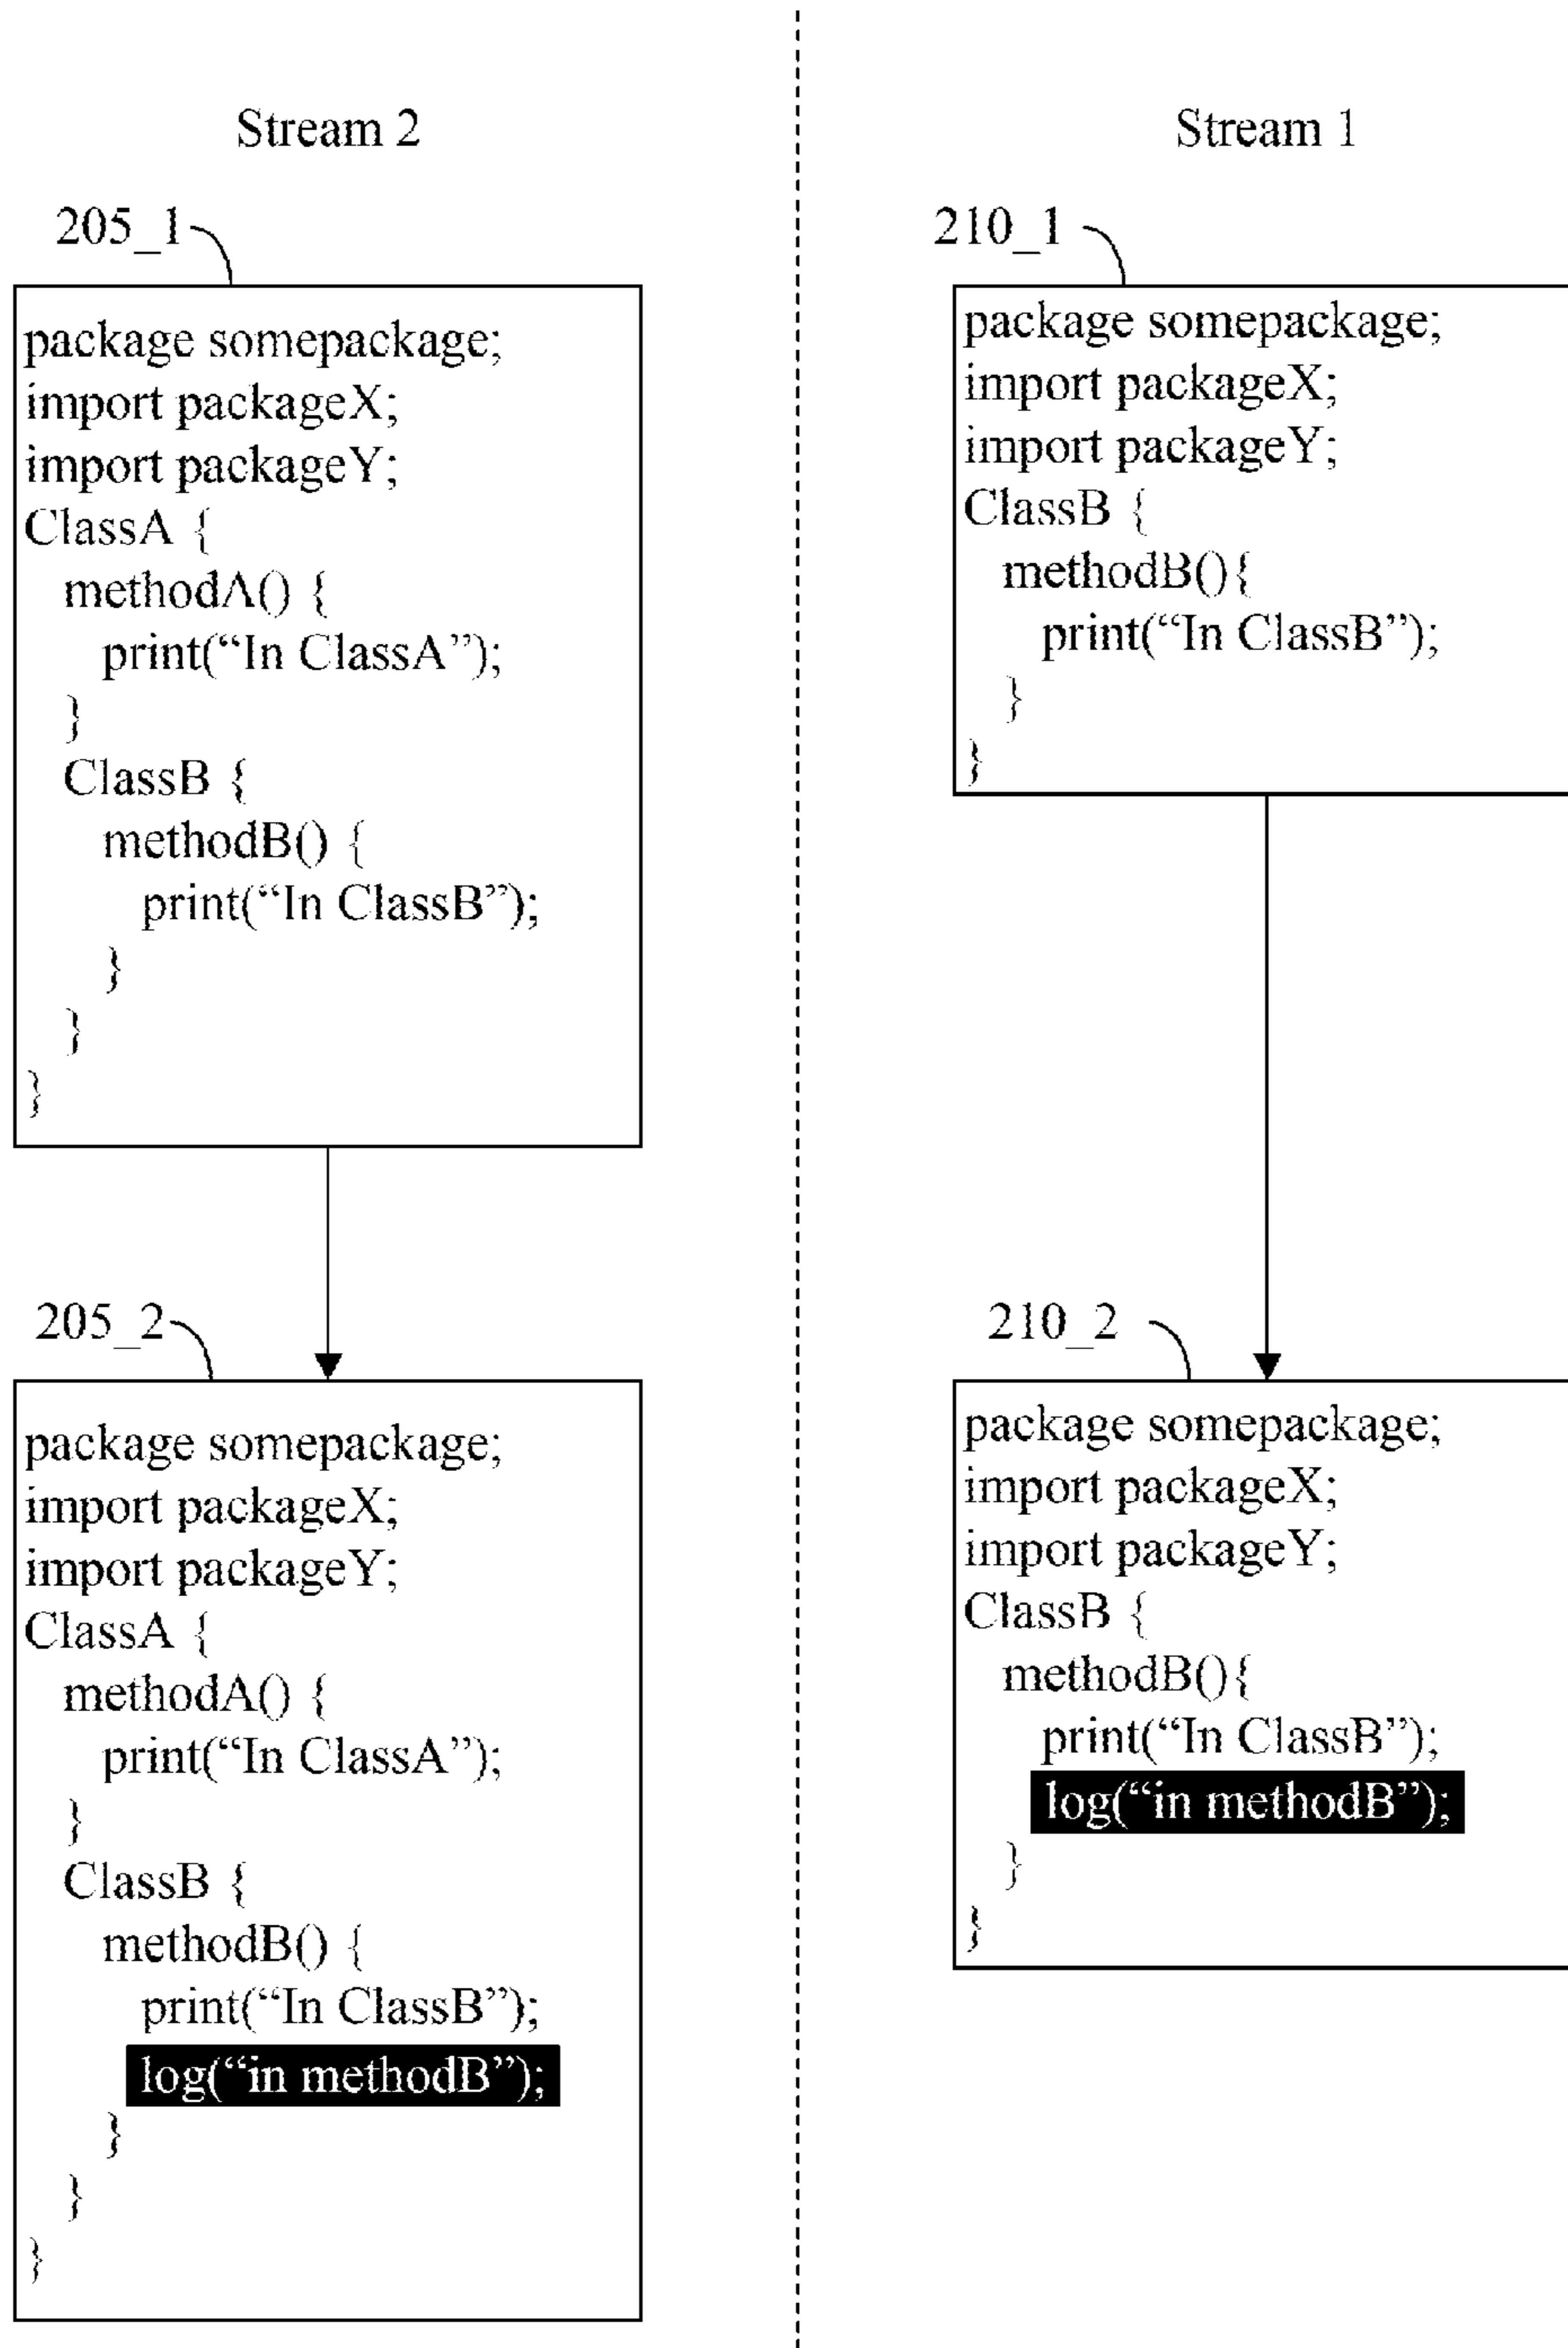 Stream 2
205_1
package somepackage;
import packageX;
import packageY;
ClassA {
  methodA() {
    print(“In ClassA”);
  }
  ClassB {
    methodB() {
      print(“In ClassB”);
    }
  }
}
205_2
package somepackage;
import packageX;
import packageY;
ClassA {
  methodA() {
    print(“In ClassA”);
  }
  ClassB {
    methodB() {
      print(“In ClassB”);
      log(“in methodB”);
    }
  }
}
Stream 1
210_1
package somepackage;
import packageX;
import packageY;
ClassB {
  methodB(){
    print(“In ClassB”);
  }
}
210_2
package somepackage;
import packageX;
import packageY;
ClassB {
  methodB(){
    print(“In ClassB”);
    log(“in methodB”);
  }
}